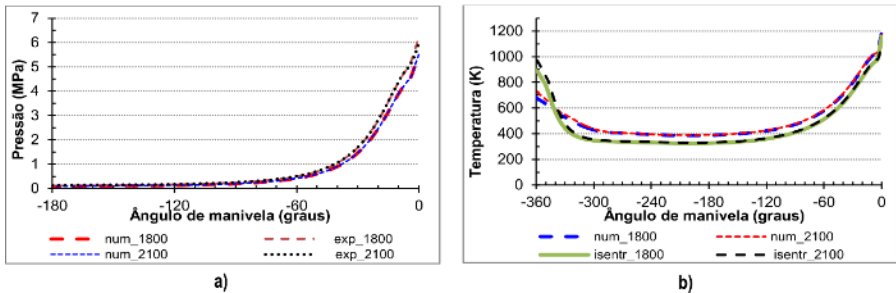 7
6
5
4
3
2
1
0
Pressão (MPa)
-180
-120
-60
0
Ângulo de manivela (graus)
num_1800
exp_1800
num_2100
exp_2100
a)
1200
1000
800
600
400
200
0
Temperatura (K)
-360
-300
-240
-180
-120
-60
0
Ângulo de manivela (graus)
num_1800
num_2100
isentr_1800
isentr_2100
b)